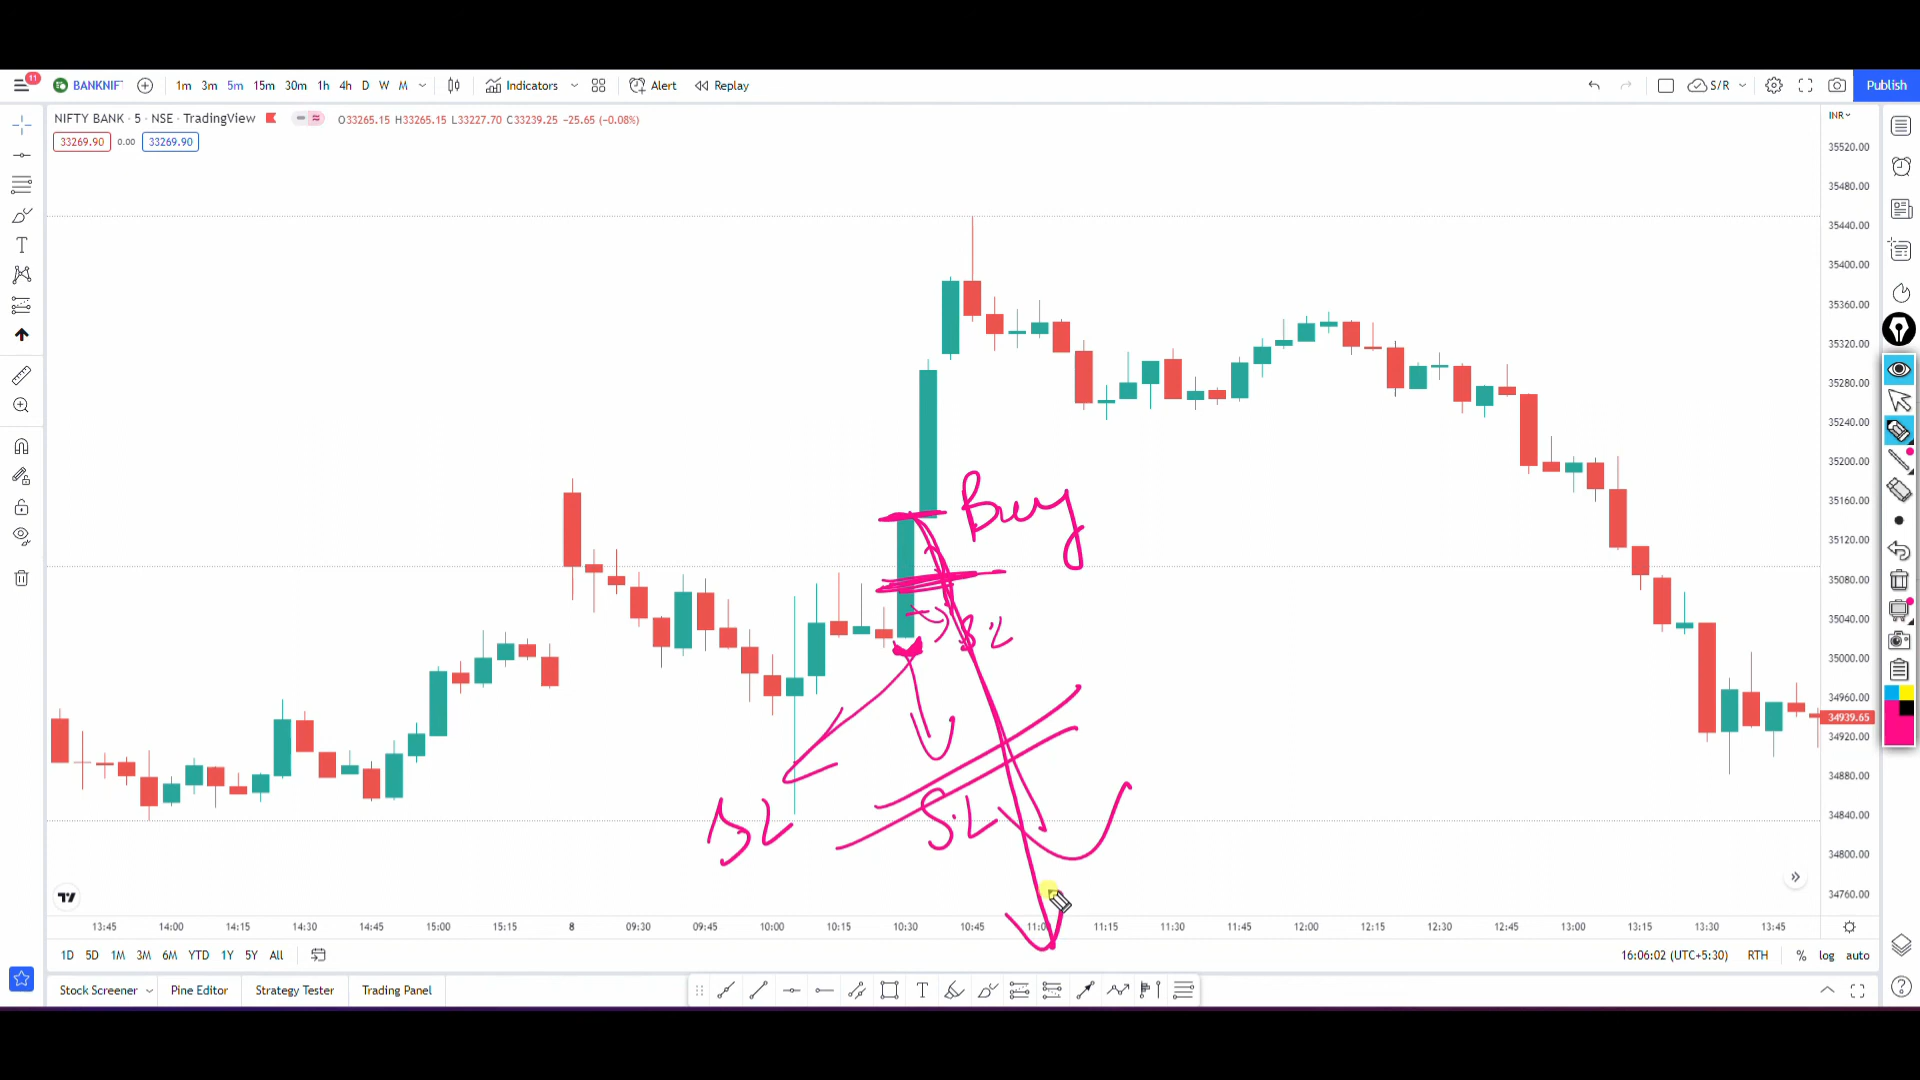 11
BANKNIF
1m 3m 5m 15m 30m 1h 4h D W M
Indicators
Alert
Replay
S/R
Publish
NIFTY BANK · 5 · NSE · TradingView
O33265.15 H33265.15 L33227.70 C33239.25 -25.65 (-0.08%)
INR
33269.90 0.00 33269.90
35520.00
35480.00
35440.00
35400.00
35360.00
35320.00
35280.00
35240.00
35200.00
35160.00
35120.00
35080.00
35040.00
35000.00
34960.00
34939.65
34920.00
34880.00
34840.00
34800.00
34760.00
Buy
S.L
13:45 14:00 14:15 14:30 14:45 15:00 15:15 8 09:30 09:45 10:00 10:15 10:30 10:45 11:0 11:15 11:30 11:45 12:00 12:15 12:30 12:45 13:00 13:15 13:30 13:45
1D 5D 1M 3M 6M YTD 1Y 5Y All
16:06:02 (UTC+5:30) RTH % log auto
Stock Screener Pine Editor Strategy Tester Trading Panel